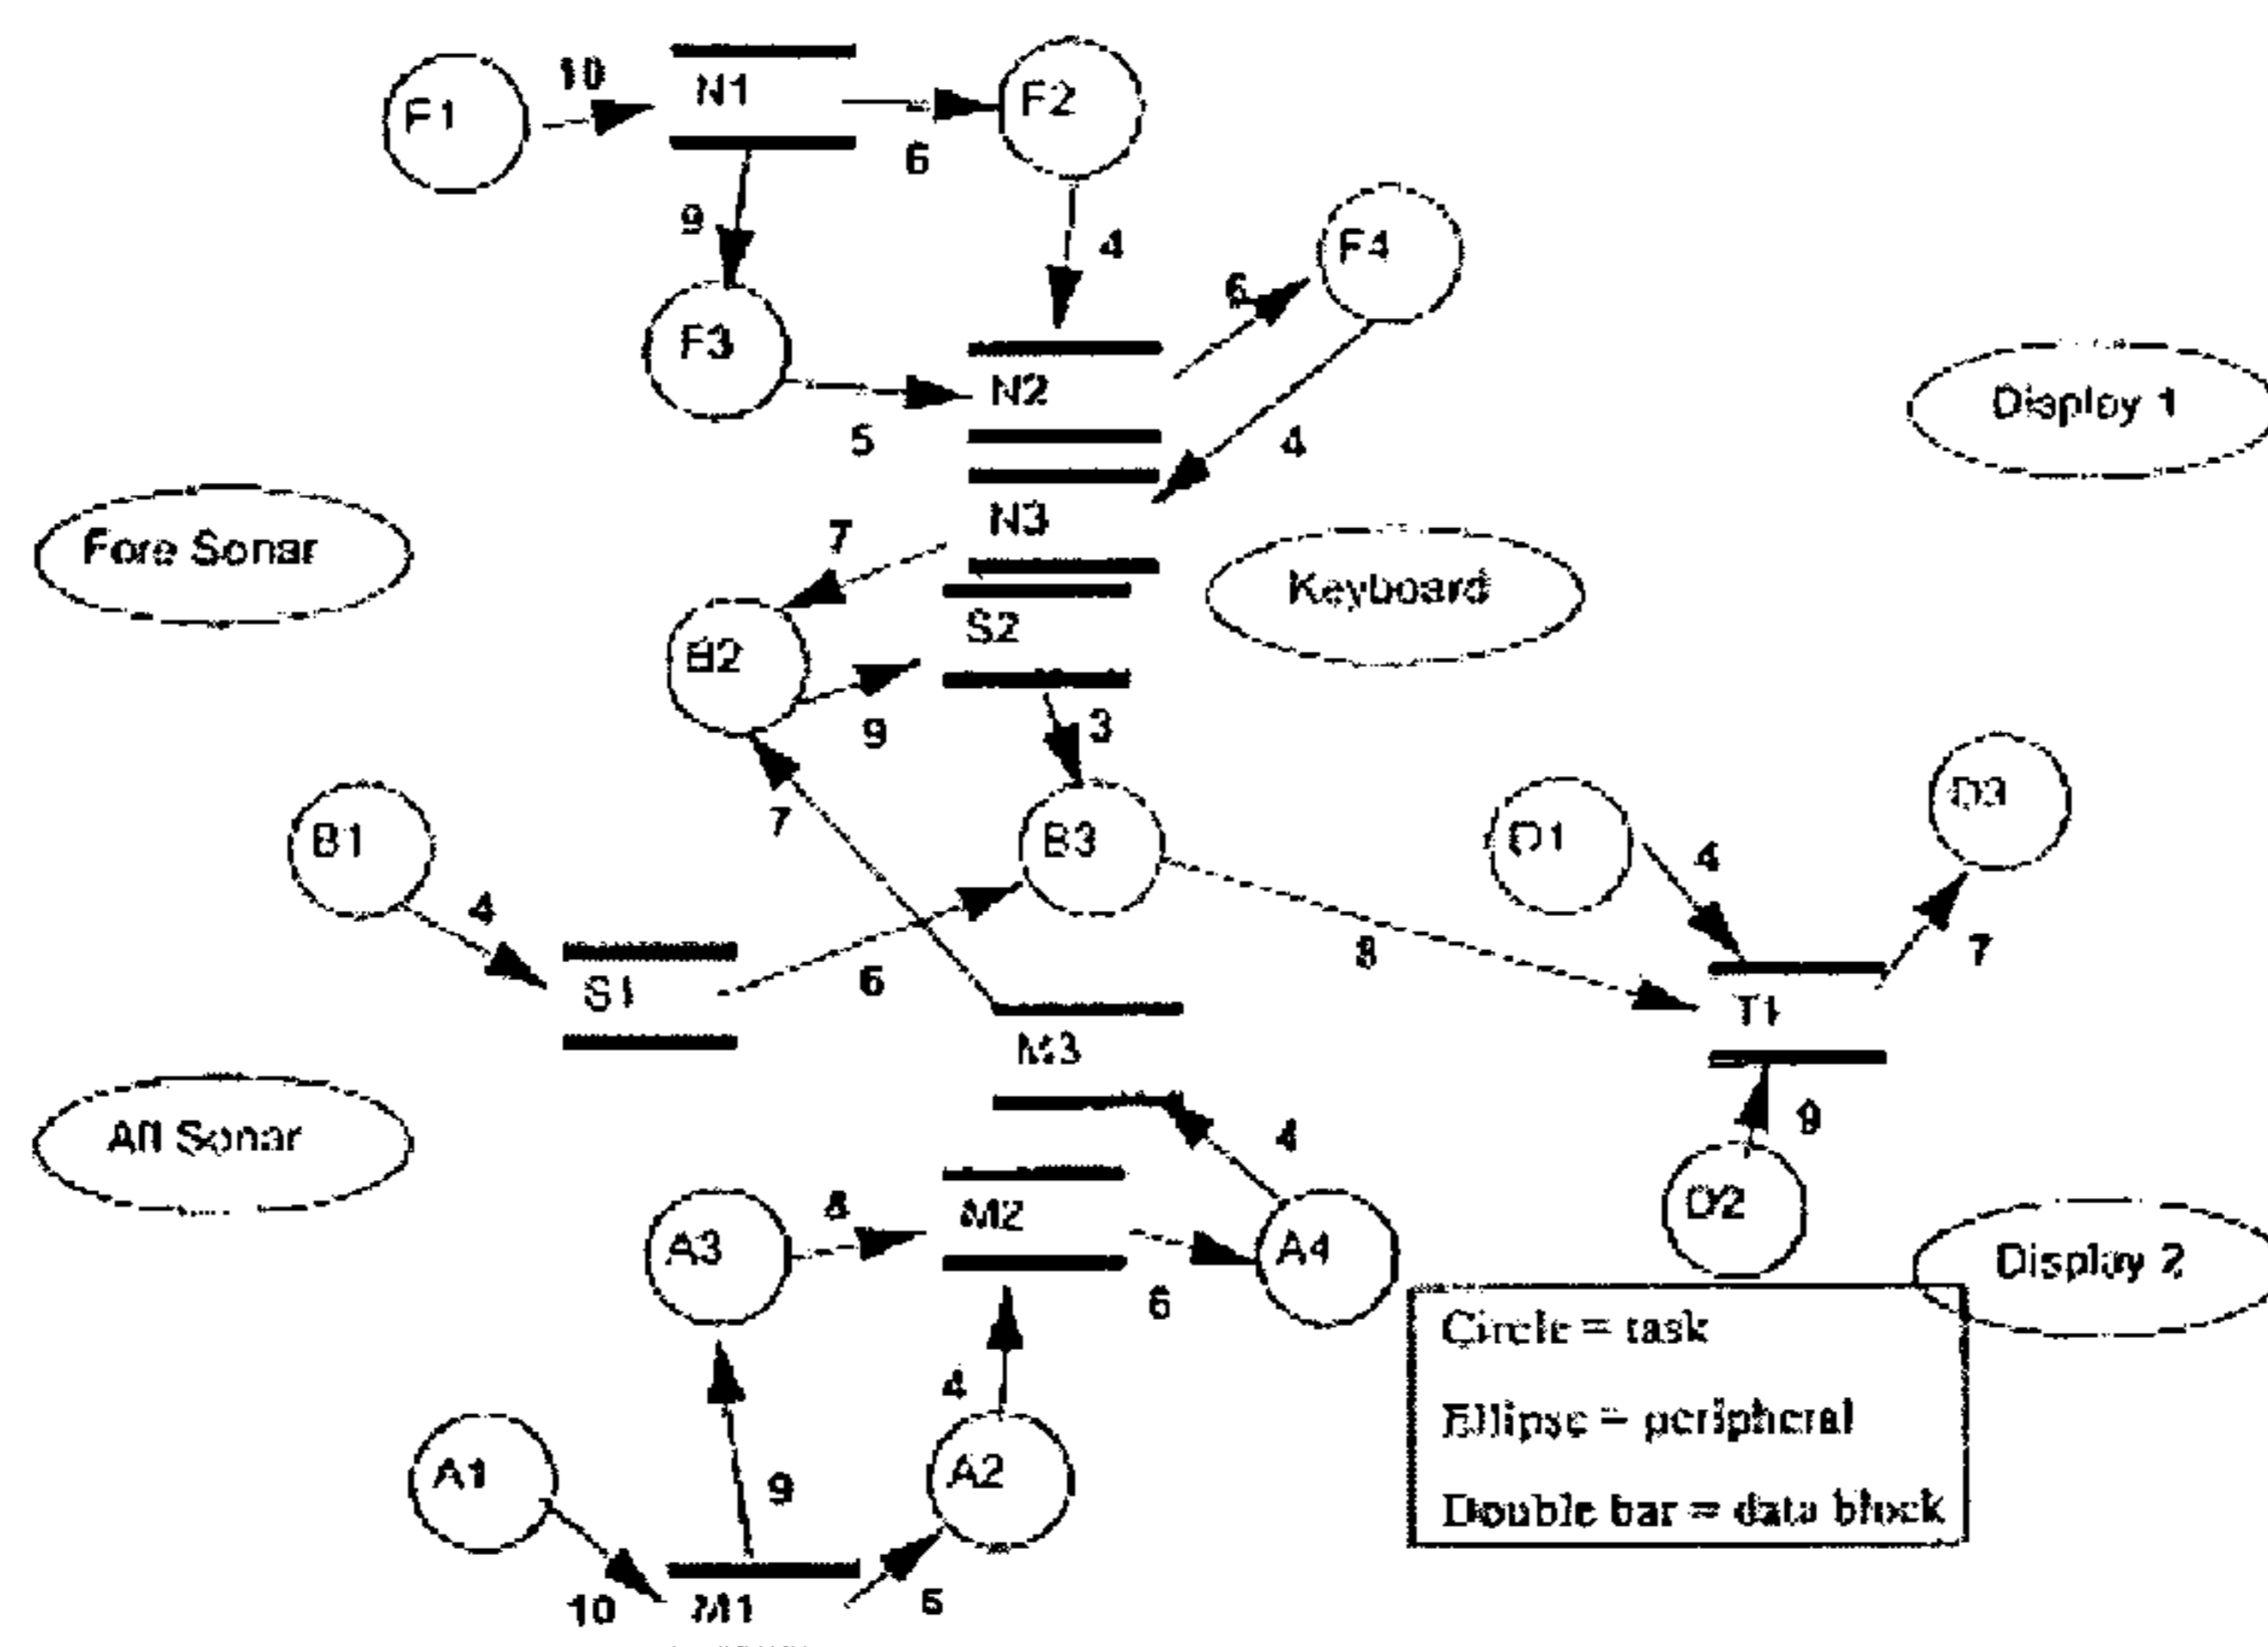 F1
10
N1
F2
6
9
4
F4
F3
6
N2
5
4
Display 1
Fore Sonar
N3
7
Keyboard
S2
B2
9
3
7
B1
B3
D1
D3
4
4
7
S1
6
8
T1
M3
Aft Sonar
4
9
D2
A3
M2
A4
Display 2
6
Circle = task
4
Ellipse = peripheral
A1
9
A2
Double bar = data block
10
M1